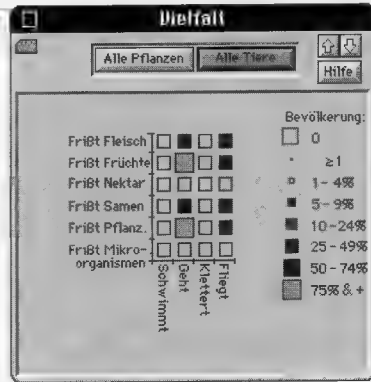 Vielfalt
Alle Pflanzen
Alle Tiere
Hilfe
Bevölkerung:
0
≥1
1-4%
5-9%
10-24%
25-49%
50-74%
75% & +
Frißt Fleisch
Frißt Früchte
Frißt Nektar
Frißt Samen
Frißt Pflanz.
Frißt Mikro-
organismen
Schwimmt
Geht
Klettert
Fliegt